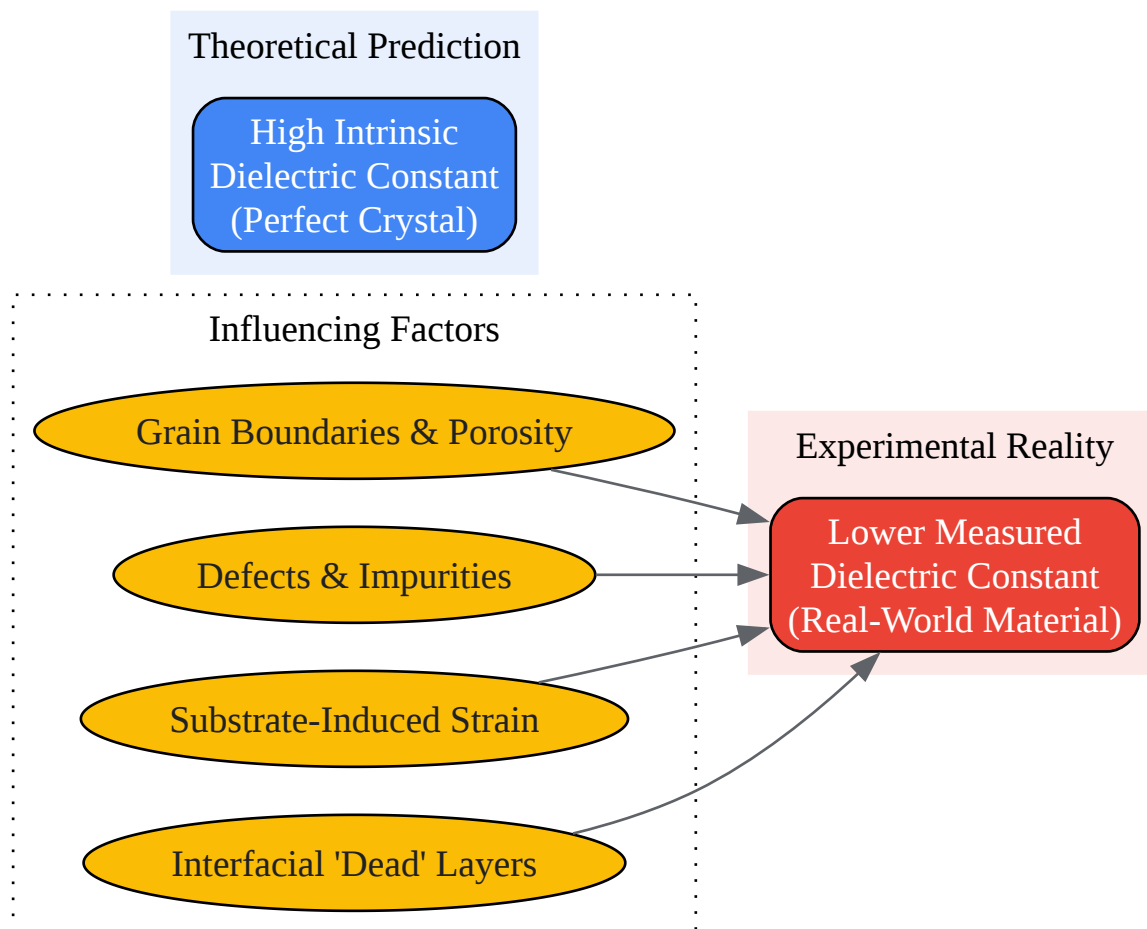 Theoretical Prediction
High Intrinsic
Dielectric Constant
(Perfect Crystal)
Influencing Factors
Grain Boundaries & Porosity
Defects & Impurities
Substrate-Induced Strain
Interfacial 'Dead' Layers
Experimental Reality
Lower Measured
Dielectric Constant
(Real-World Material)